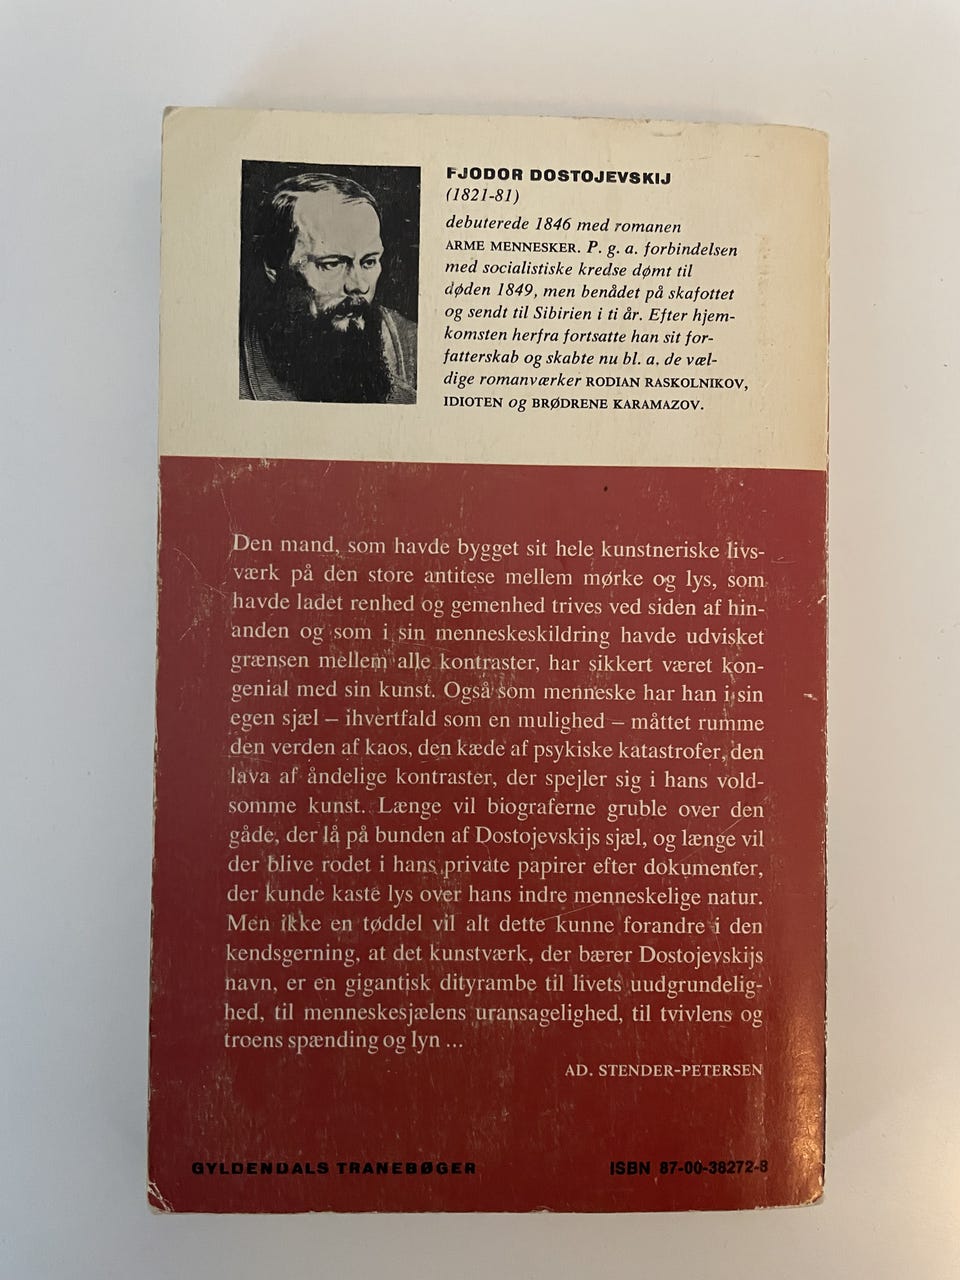 FJODOR DOSTOJEVSKIJ
(1821-81)
debuterede 1846 med romanen
ARME MENNESKER. P. g. a. forbindelsen
med socialistiske kredse dømt til
døden 1849, men benådet på skafottet
og sendt til Sibirien i ti år. Efter hjem-
komsten herfra fortsatte han sit for-
fatterskab og skabte nu bl. a. de væl-
dige romanværker RODIAN RASKOLNIKOV,
IDIOTEN og BRØDRENE KARAMAZOV.
Den mand, som havde bygget sit hele kunstneriske livs-
værk på den store antitese mellem mørke og lys, som
havde ladet renhed og gemenhed trives ved siden af hin-
anden og som i sin menneskeskildring havde udvisket
grænsen mellem alle kontraster, har sikkert været kon-
genial med sin kunst. Også som menneske har han i sin
egen sjæl – ihvertfald som en mulighed – måttet rumme
den verden af kaos, den kæde af psykiske katastrofer, den
lava af åndelige kontraster, der spejler sig i hans vold-
somme kunst. Længe vil biograferne gruble over den
gåde, der lå på bunden af Dostojevskijs sjæl, og længe vil
der blive rodet i hans private papirer efter dokumenter,
der kunde kaste lys over hans indre menneskelige natur.
Men ikke en tøddel vil alt dette kunne forandre i den
kendsgerning, at det kunstværk, der bærer Dostojevskijs
navn, er en gigantisk dityrambe til livets uudgrundelig-
hed, til menneskesjælens uransagelighed, til tvivlens og
troens spænding og lyn ...
AD. STENDER-PETERSEN
GYLDENDALS TRANEBØGER
ISBN 87-00-38272-8